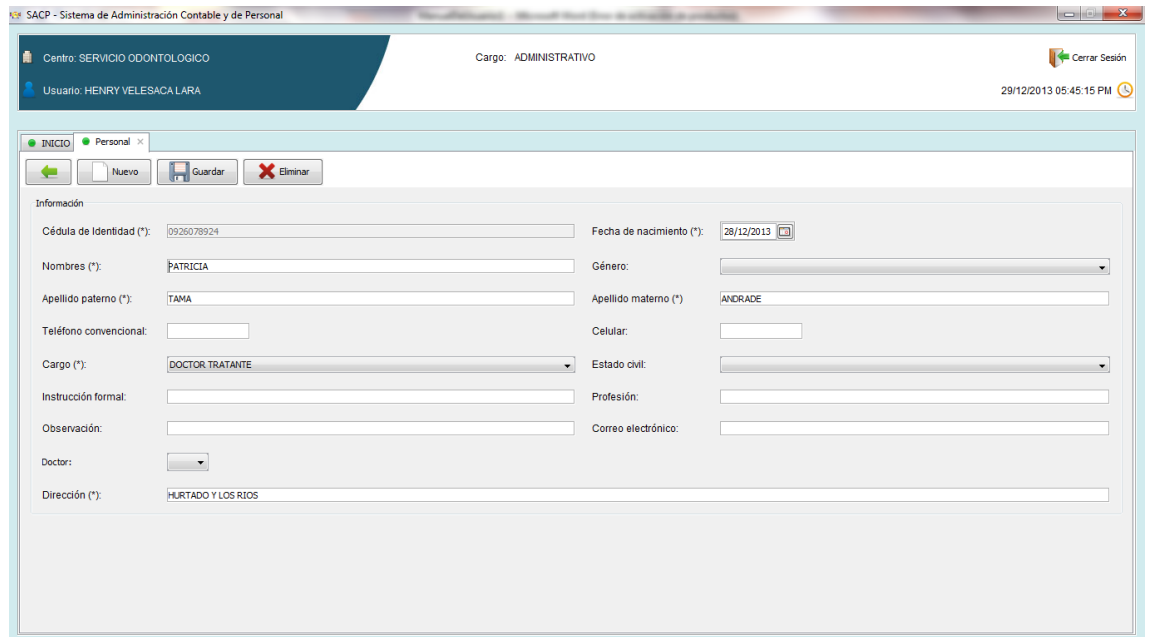 SACP - Sistema de Administración Contable y de Personal
Centro: SERVICIO ODONTOLOGICO
Cargo: ADMINISTRATIVO
Cerrar Sesión
Usuario: HENRY VELESACA LARA
29/12/2013 05:45:15 PM
INICIO Personal
Nuevo Guardar Eliminar
Información
Cédula de Identidad (*): 0926078924 Fecha de nacimiento (*): 28/12/2013
Nombres (*): PATRICIA Género:
Apellido paterno (*): TAMA Apellido materno (*) ANDRADE
Teléfono convencional: Celular:
Cargo (*): DOCTOR TRATANTE Estado civil:
Instrucción formal: Profesión:
Observación: Correo electrónico:
Doctor:
Dirección (*): HURTADO Y LOS RIOS